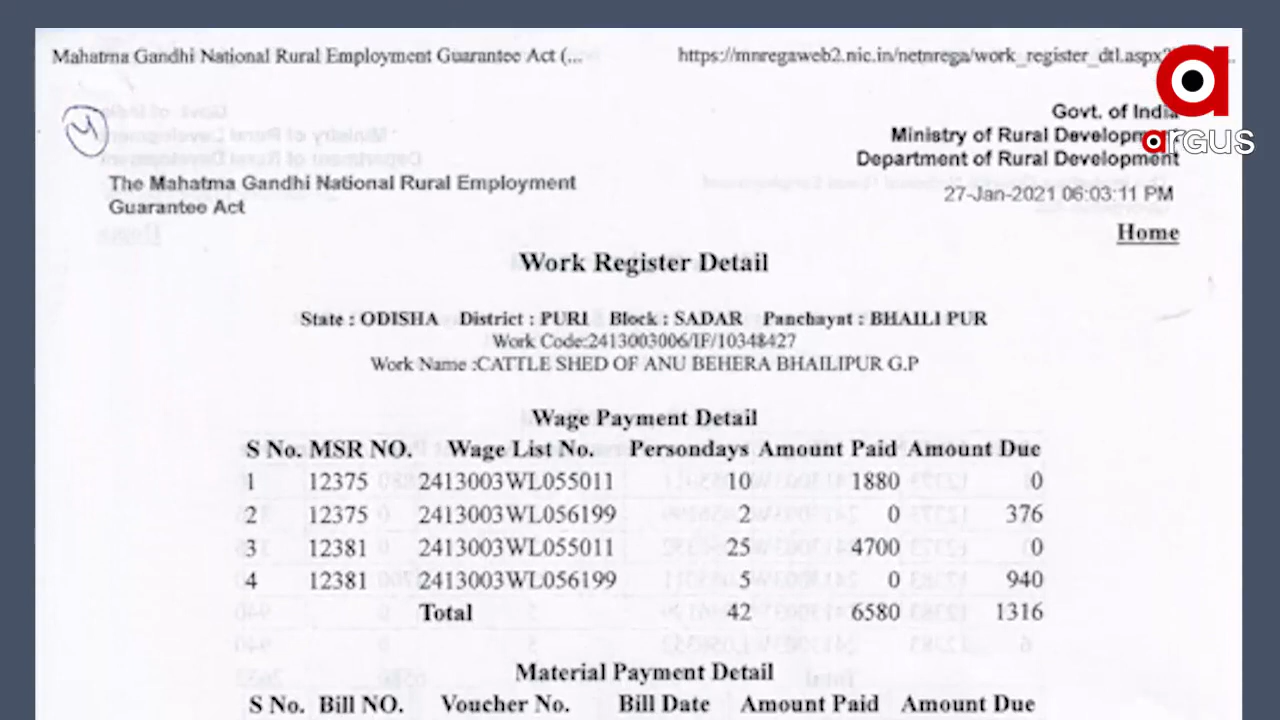 Mahatma Gandhi National Rural Employment Guarantee Act (...
https://mnregaweb2.nic.in/netnrega/work_register_dtl.aspx?
argus
4
Govt. of India
Ministry of Rural Development
Department of Rural Development
The Mahatma Gandhi National Rural Employment
Guarantee Act
27-Jan-2021 06:03:11 PM
Home
Work Register Detail
State : ODISHA District : PURI Block : SADAR Panchayat : BHAILI PUR
Work Code:2413003006/IF/10348427
Work Name :CATTLE SHED OF ANU BEHERA BHAILIPUR G.P
Wage Payment Detail
S No. MSR NO. Wage List No. Persondays Amount Paid Amount Due
1 12375 2413003WL055011 10 1880 0
2 12375 2413003WL056199 2 0 376
3 12381 2413003WL055011 25 4700 0
4 12381 2413003WL056199 5 0 940
Total 42 6580 1316
Material Payment Detail
S No. Bill NO. Voucher No. Bill Date Amount Paid Amount Due